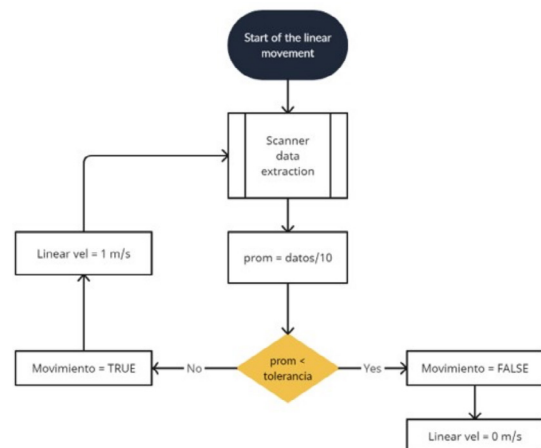 Start of the linear
movement
Scanner
data
extraction
Linear vel = 1 m/s
prom = datos/10
prom <
tolerancia
No
Yes
Movimiento = TRUE
Movimiento = FALSE
Linear vel = 0 m/s